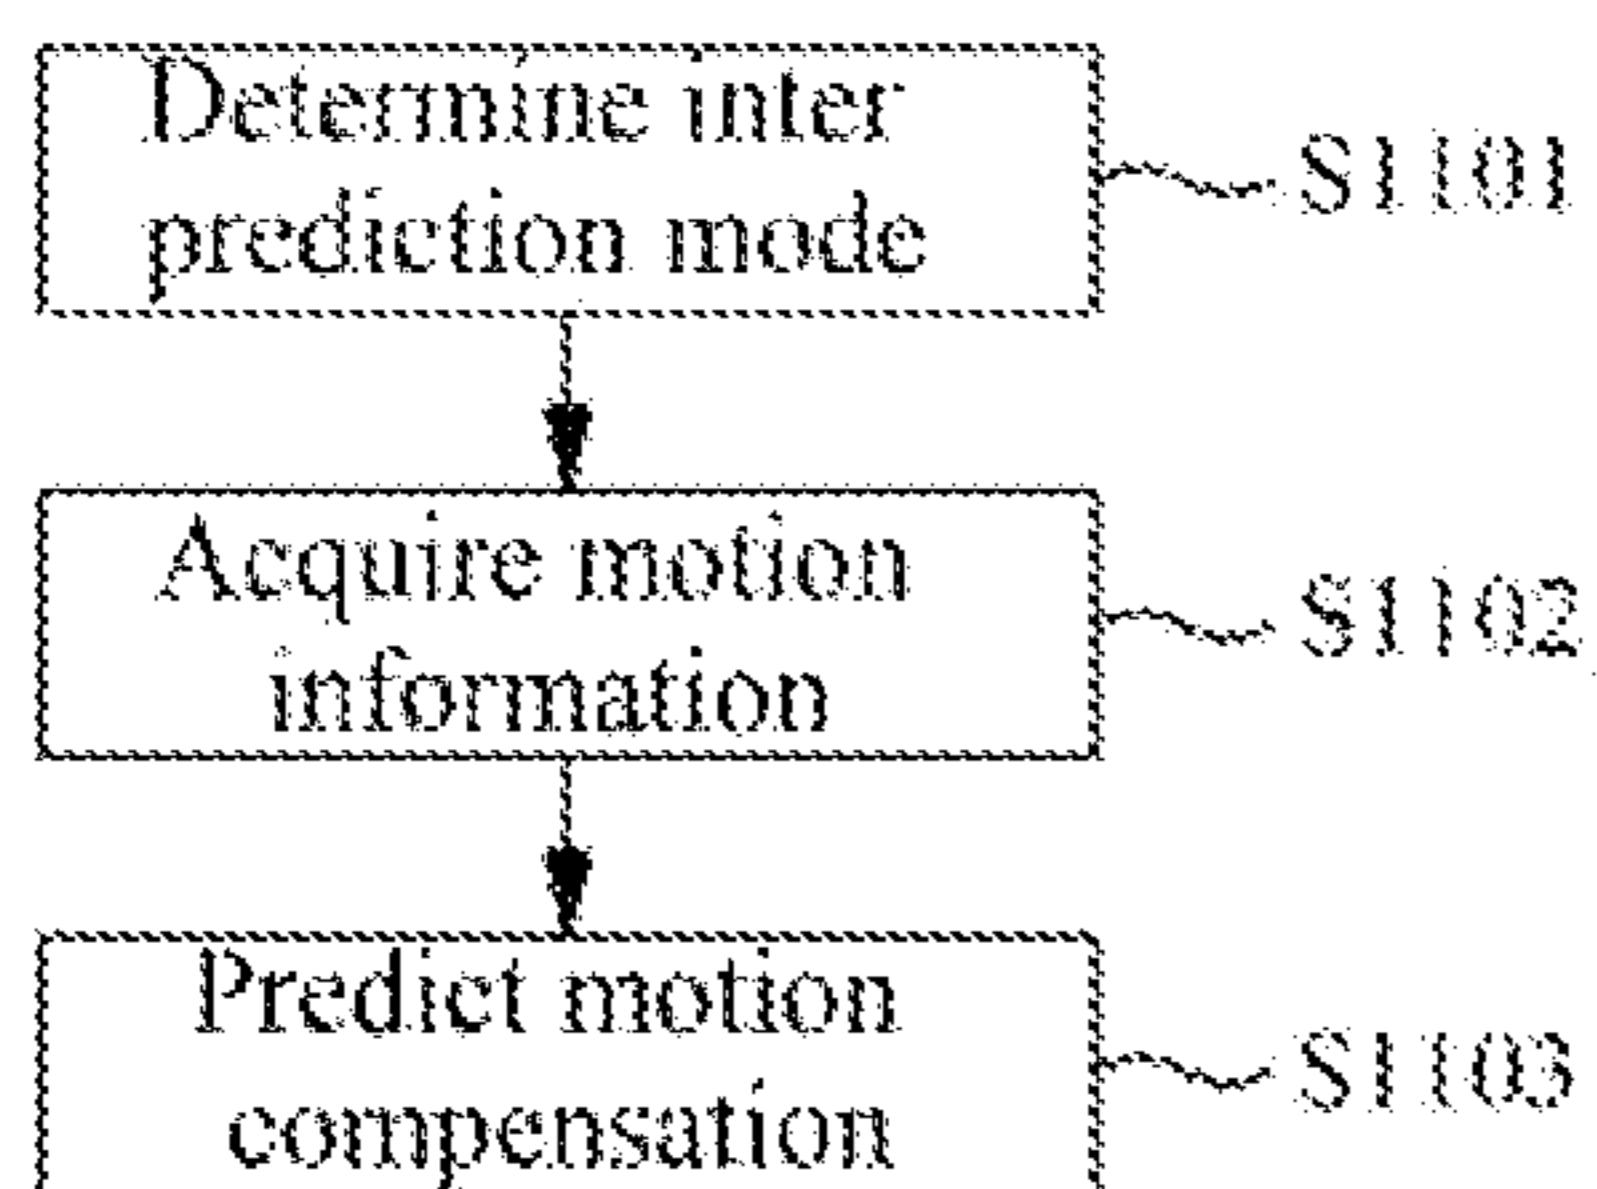 Determine inter
prediction mode
S1101
Acquire motion
information
S1102
Predict motion
compensation
S1103